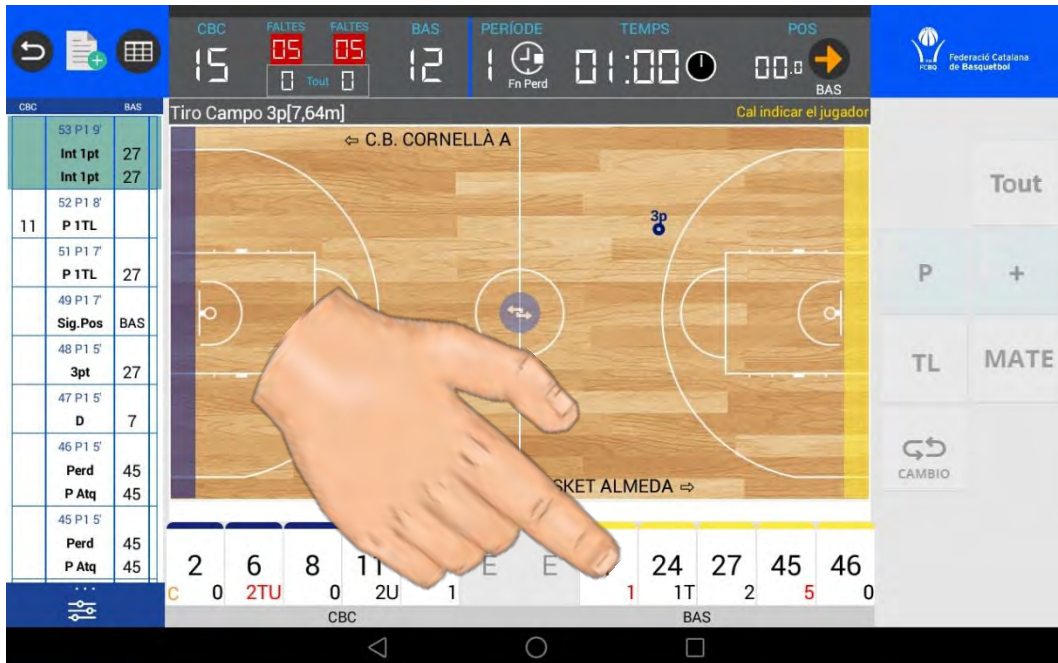 CBC FALTES FALTES BAS PERÍODE TEMPS POS
15 05 05 12 1 Fn Perd 01:00 00.0
0 Tout 0
BAS
FCBQ Federació Catalana
de Basquetbol
CBC BAS
Tiro Campo 3p[7,64m] Cal indicar el jugador
⇦ C.B. CORNELLÀ A
3p
SKET ALMEDA ⇨
53 P1 9'
Int 1pt 27
Int 1pt 27
52 P1 8'
11 P 1TL
51 P1 7'
P 1TL 27
49 P1 7'
Sig.Pos BAS
48 P1 5'
3pt 27
47 P1 5'
D 7
46 P1 5'
Perd 45
P Atq 45
45 P1 5'
Perd 45
P Atq 45
Tout
P +
TL MATE
CAMBIO
2 6 8 11 E E 24 27 45 46
C 0 2TU 0 2U 1 1 1T 2 5 0
CBC BAS